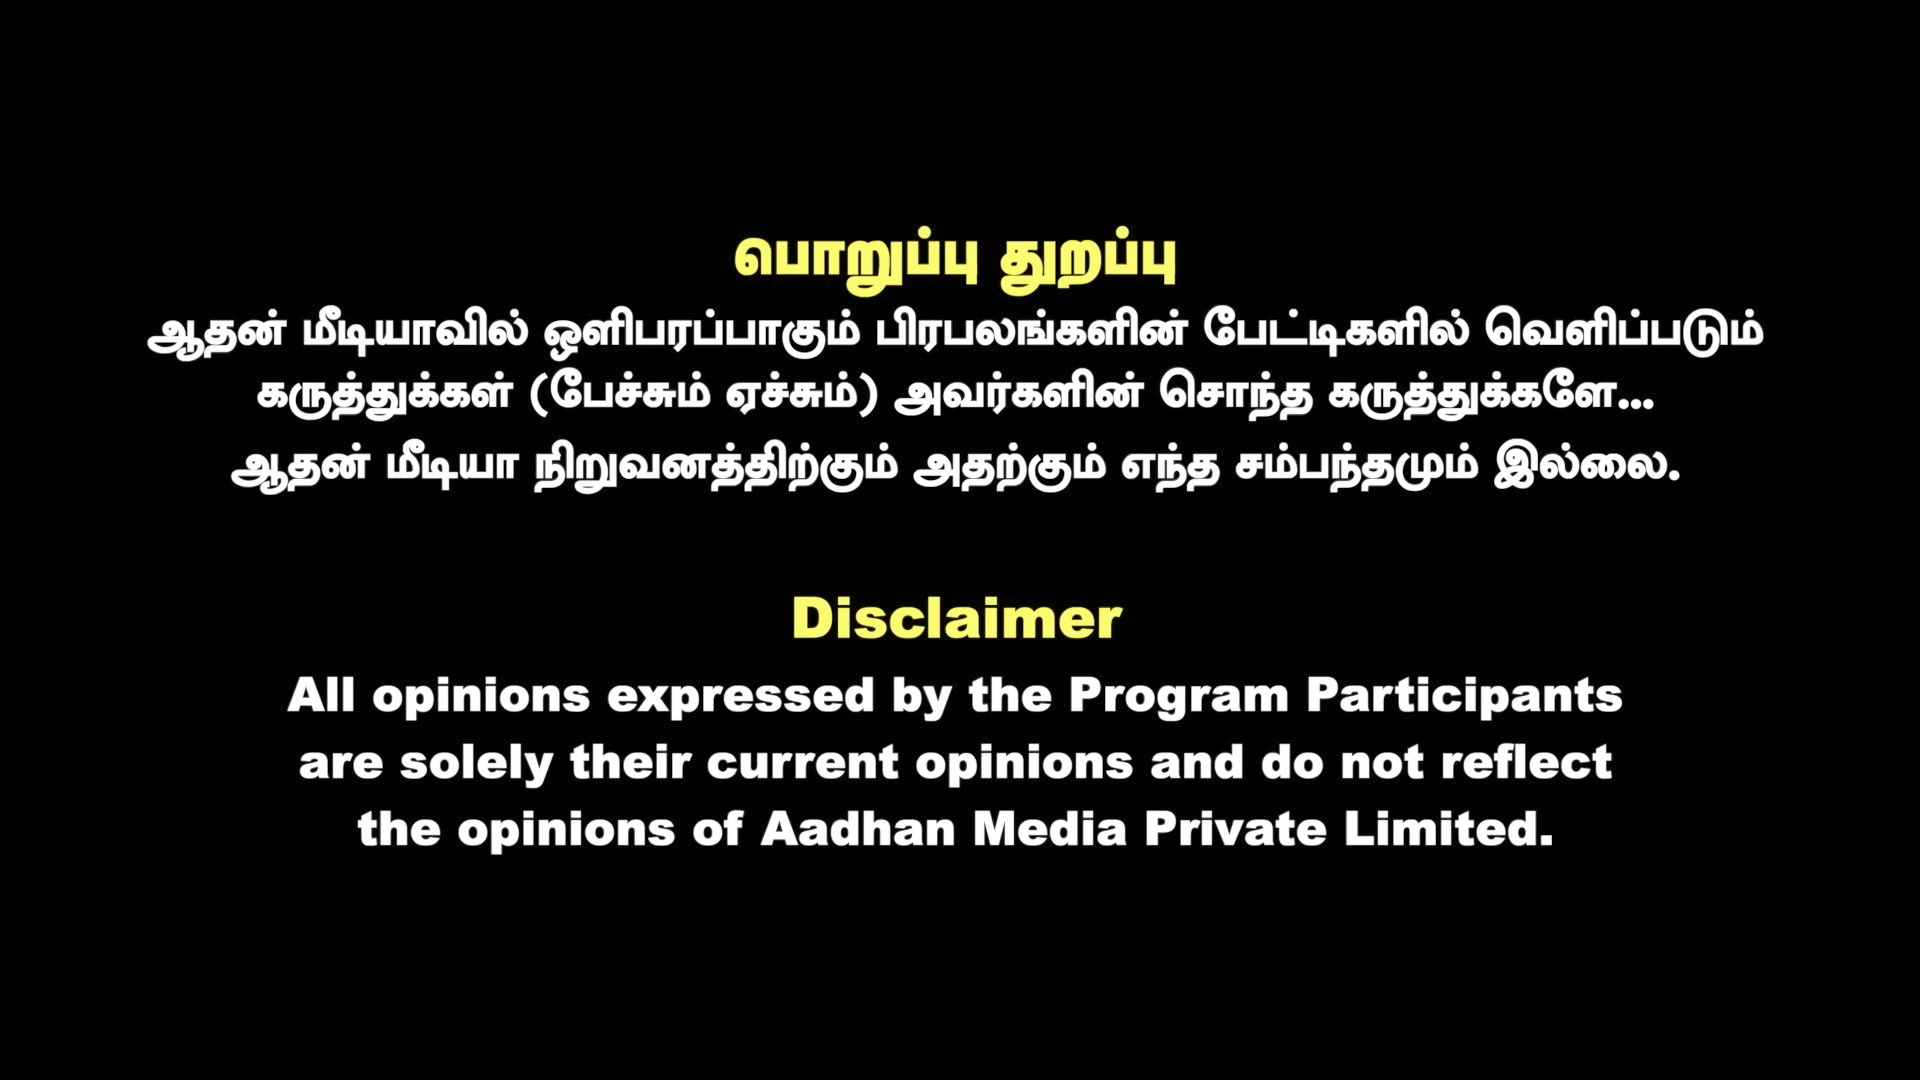 பொறுப்பு துறப்பு
ஆதன் மீடியாவில் ஒளிபரப்பாகும் பிரபலங்களின் பேட்டிகளில் வெளிப்படும்
கருத்துக்கள் (பேச்சும் ஏச்சும்) அவர்களின் சொந்த கருத்துக்களே...
ஆதன் மீடியா நிறுவனத்திற்கும் அதற்கும் எந்த சம்பந்தமும் இல்லை.
Disclaimer
All opinions expressed by the Program Participants
are solely their current opinions and do not reflect
the opinions of Aadhan Media Private Limited.